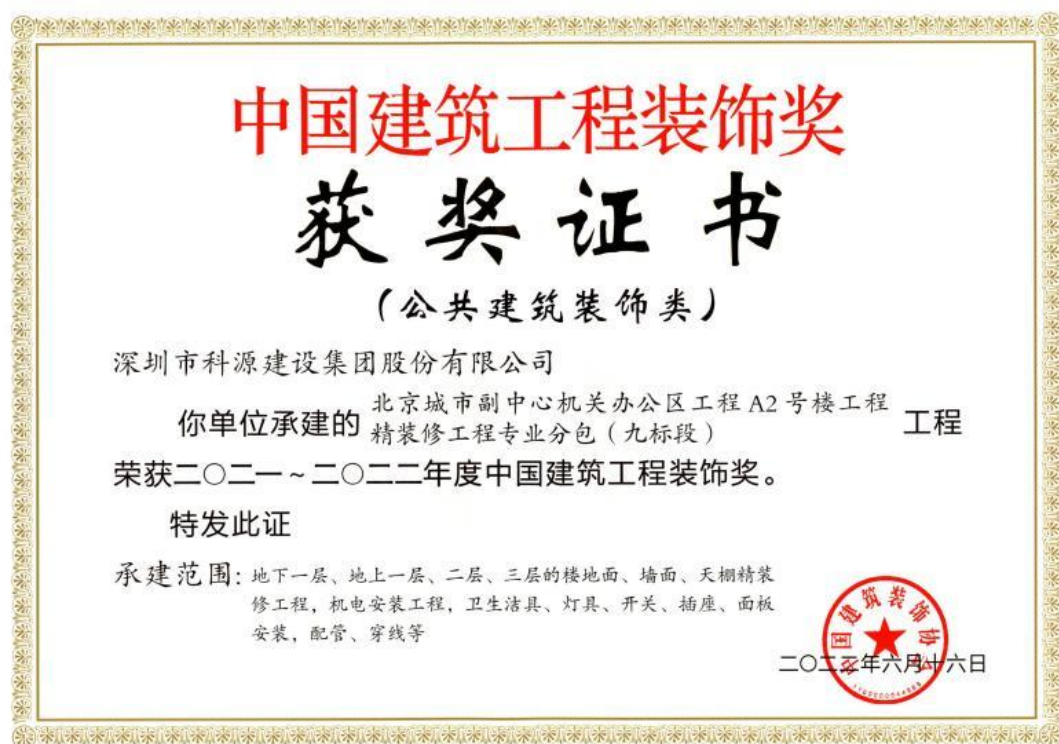 中国建筑工程装饰奖
获奖证书
（公共建筑装饰类）
深圳市科源建设集团股份有限公司
你单位承建的 北京城市副中心机关办公区工程 A2 号楼工程
精装修工程专业分包（九标段） 工程
荣获二〇二一～二〇二二年度中国建筑工程装饰奖。
特发此证
承建范围：地下一层、地上一层、二层、三层的楼地面、墙面、天棚精装
修工程，机电安装工程，卫生洁具、灯具、开关、插座、面板
安装，配管、穿线等
中国建筑装饰协会
二〇二三年六月十六日